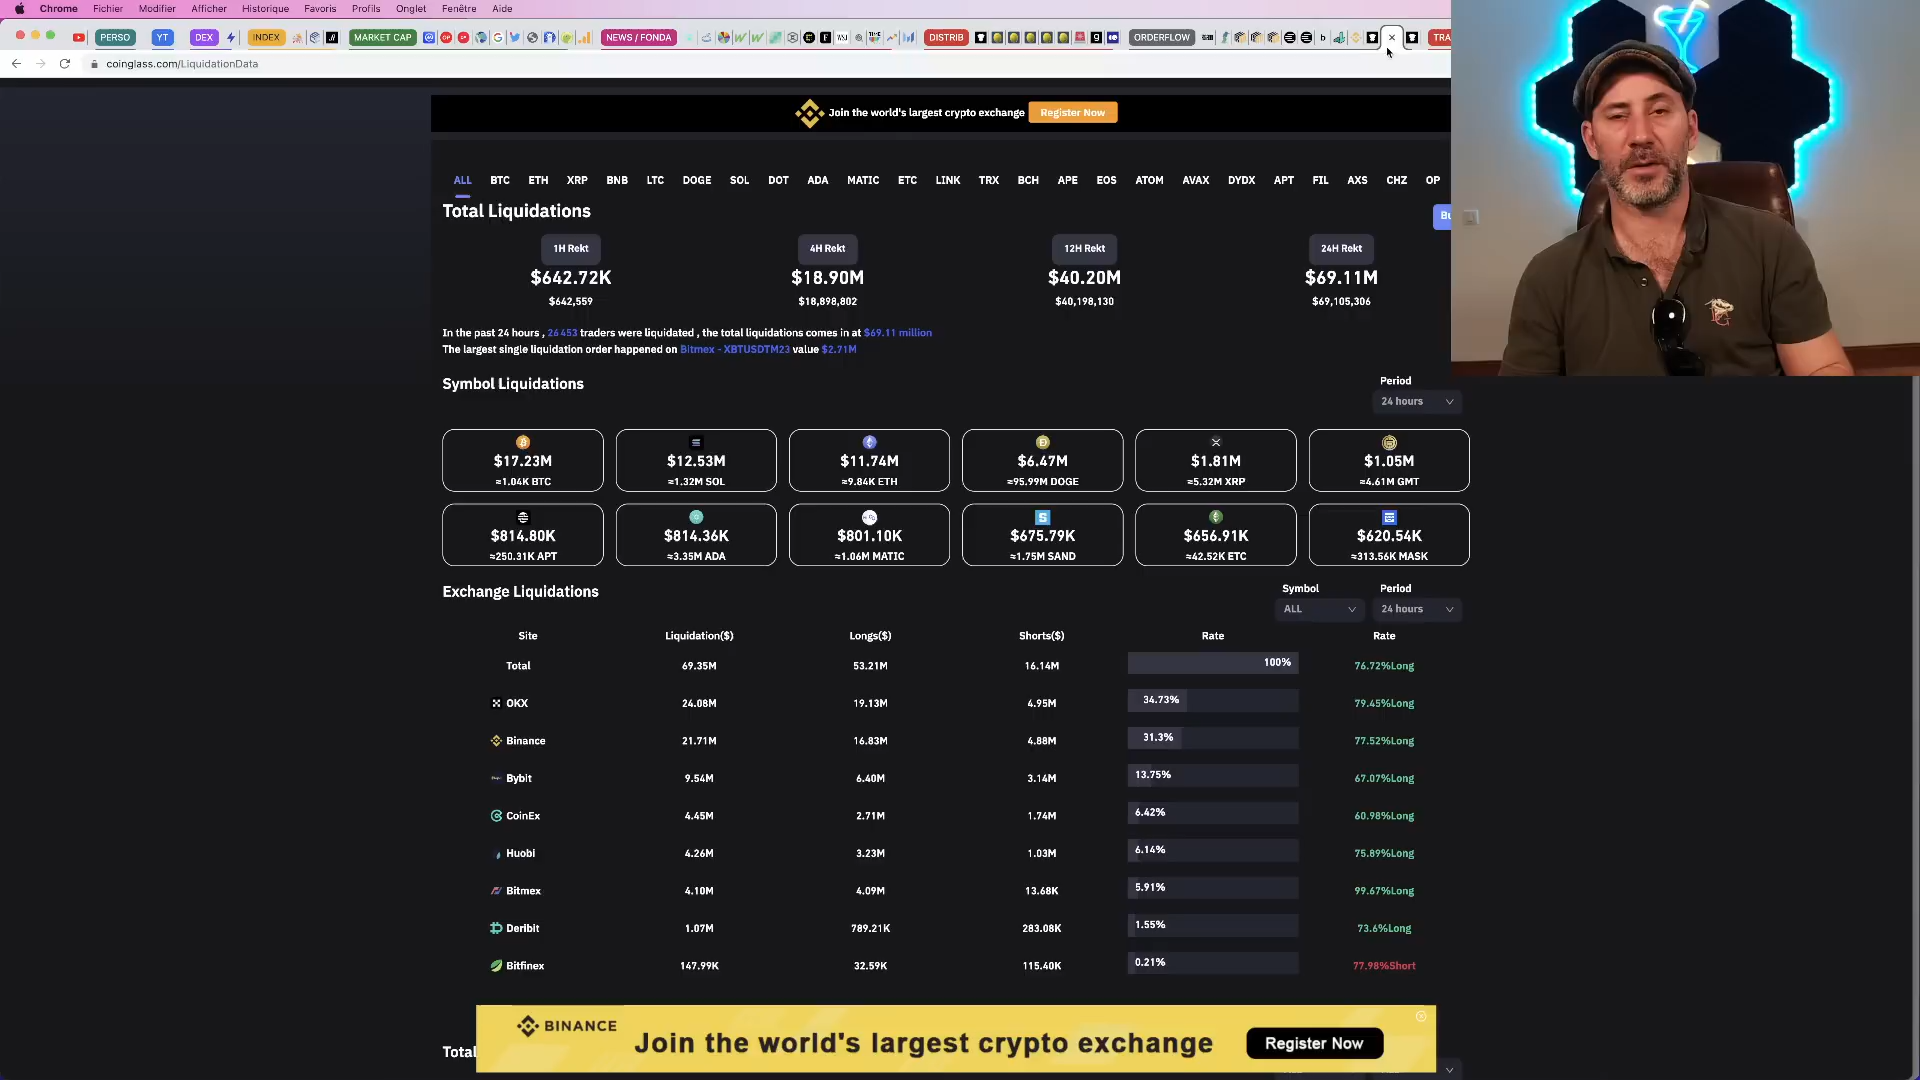 Chrome Fichier Modifier Afficher Historique Favoris Profils Onglet Fenêtre Aide
PERSO YT DEX INDEX MARKET CAP NEWS / FONDA DISTRIB ORDERFLOW TRA
coinglass.com/LiquidationData
Join the world's largest crypto exchange Register Now
ALL BTC ETH XRP BNB LTC DOGE SOL DOT ADA MATIC ETC LINK TRX BCH APE EOS ATOM AVAX DYDX APT FIL AXS CHZ OP
Total Liquidations
Bu
1H Rekt 4H Rekt 12H Rekt 24H Rekt
$642.72K $18.90M $40.20M $69.11M
$642,559 $18,898,802 $40,198,130 $69,105,306
In the past 24 hours , 26 453 traders were liquidated , the total liquidations comes in at $69.11 million
The largest single liquidation order happened on Bitmex - XBTUSDTM23 value $2.71M
Symbol Liquidations
Period
24 hours
$17.23M $12.53M $11.74M $6.47M $1.81M $1.05M
≈1.04K BTC ≈1.32M SOL ≈9.84K ETH ≈95.99M DOGE ≈5.32M XRP ≈4.61M GMT
$814.80K $814.36K $801.10K $675.79K $656.91K $620.54K
≈250.31K APT ≈3.35M ADA ≈1.06M MATIC ≈1.75M SAND ≈42.52K ETC ≈313.56K MASK
Exchange Liquidations
Symbol Period
ALL 24 hours
Site Liquidation($) Longs($) Shorts($) Rate Rate
Total 69.35M 53.21M 16.14M 100% 76.72%Long
OKX 24.08M 19.13M 4.95M 34.73% 79.45%Long
Binance 21.71M 16.83M 4.88M 31.3% 77.52%Long
Bybit 9.54M 6.40M 3.14M 13.75% 67.07%Long
CoinEx 4.45M 2.71M 1.74M 6.42% 60.98%Long
Huobi 4.26M 3.23M 1.03M 6.14% 75.89%Long
Bitmex 4.10M 4.09M 13.68K 5.91% 99.67%Long
Deribit 1.07M 789.21K 283.08K 1.55% 73.6%Long
Bitfinex 147.99K 32.59K 115.40K 0.21% 77.98%Short
BINANCE
Join the world's largest crypto exchange
Register Now
Total